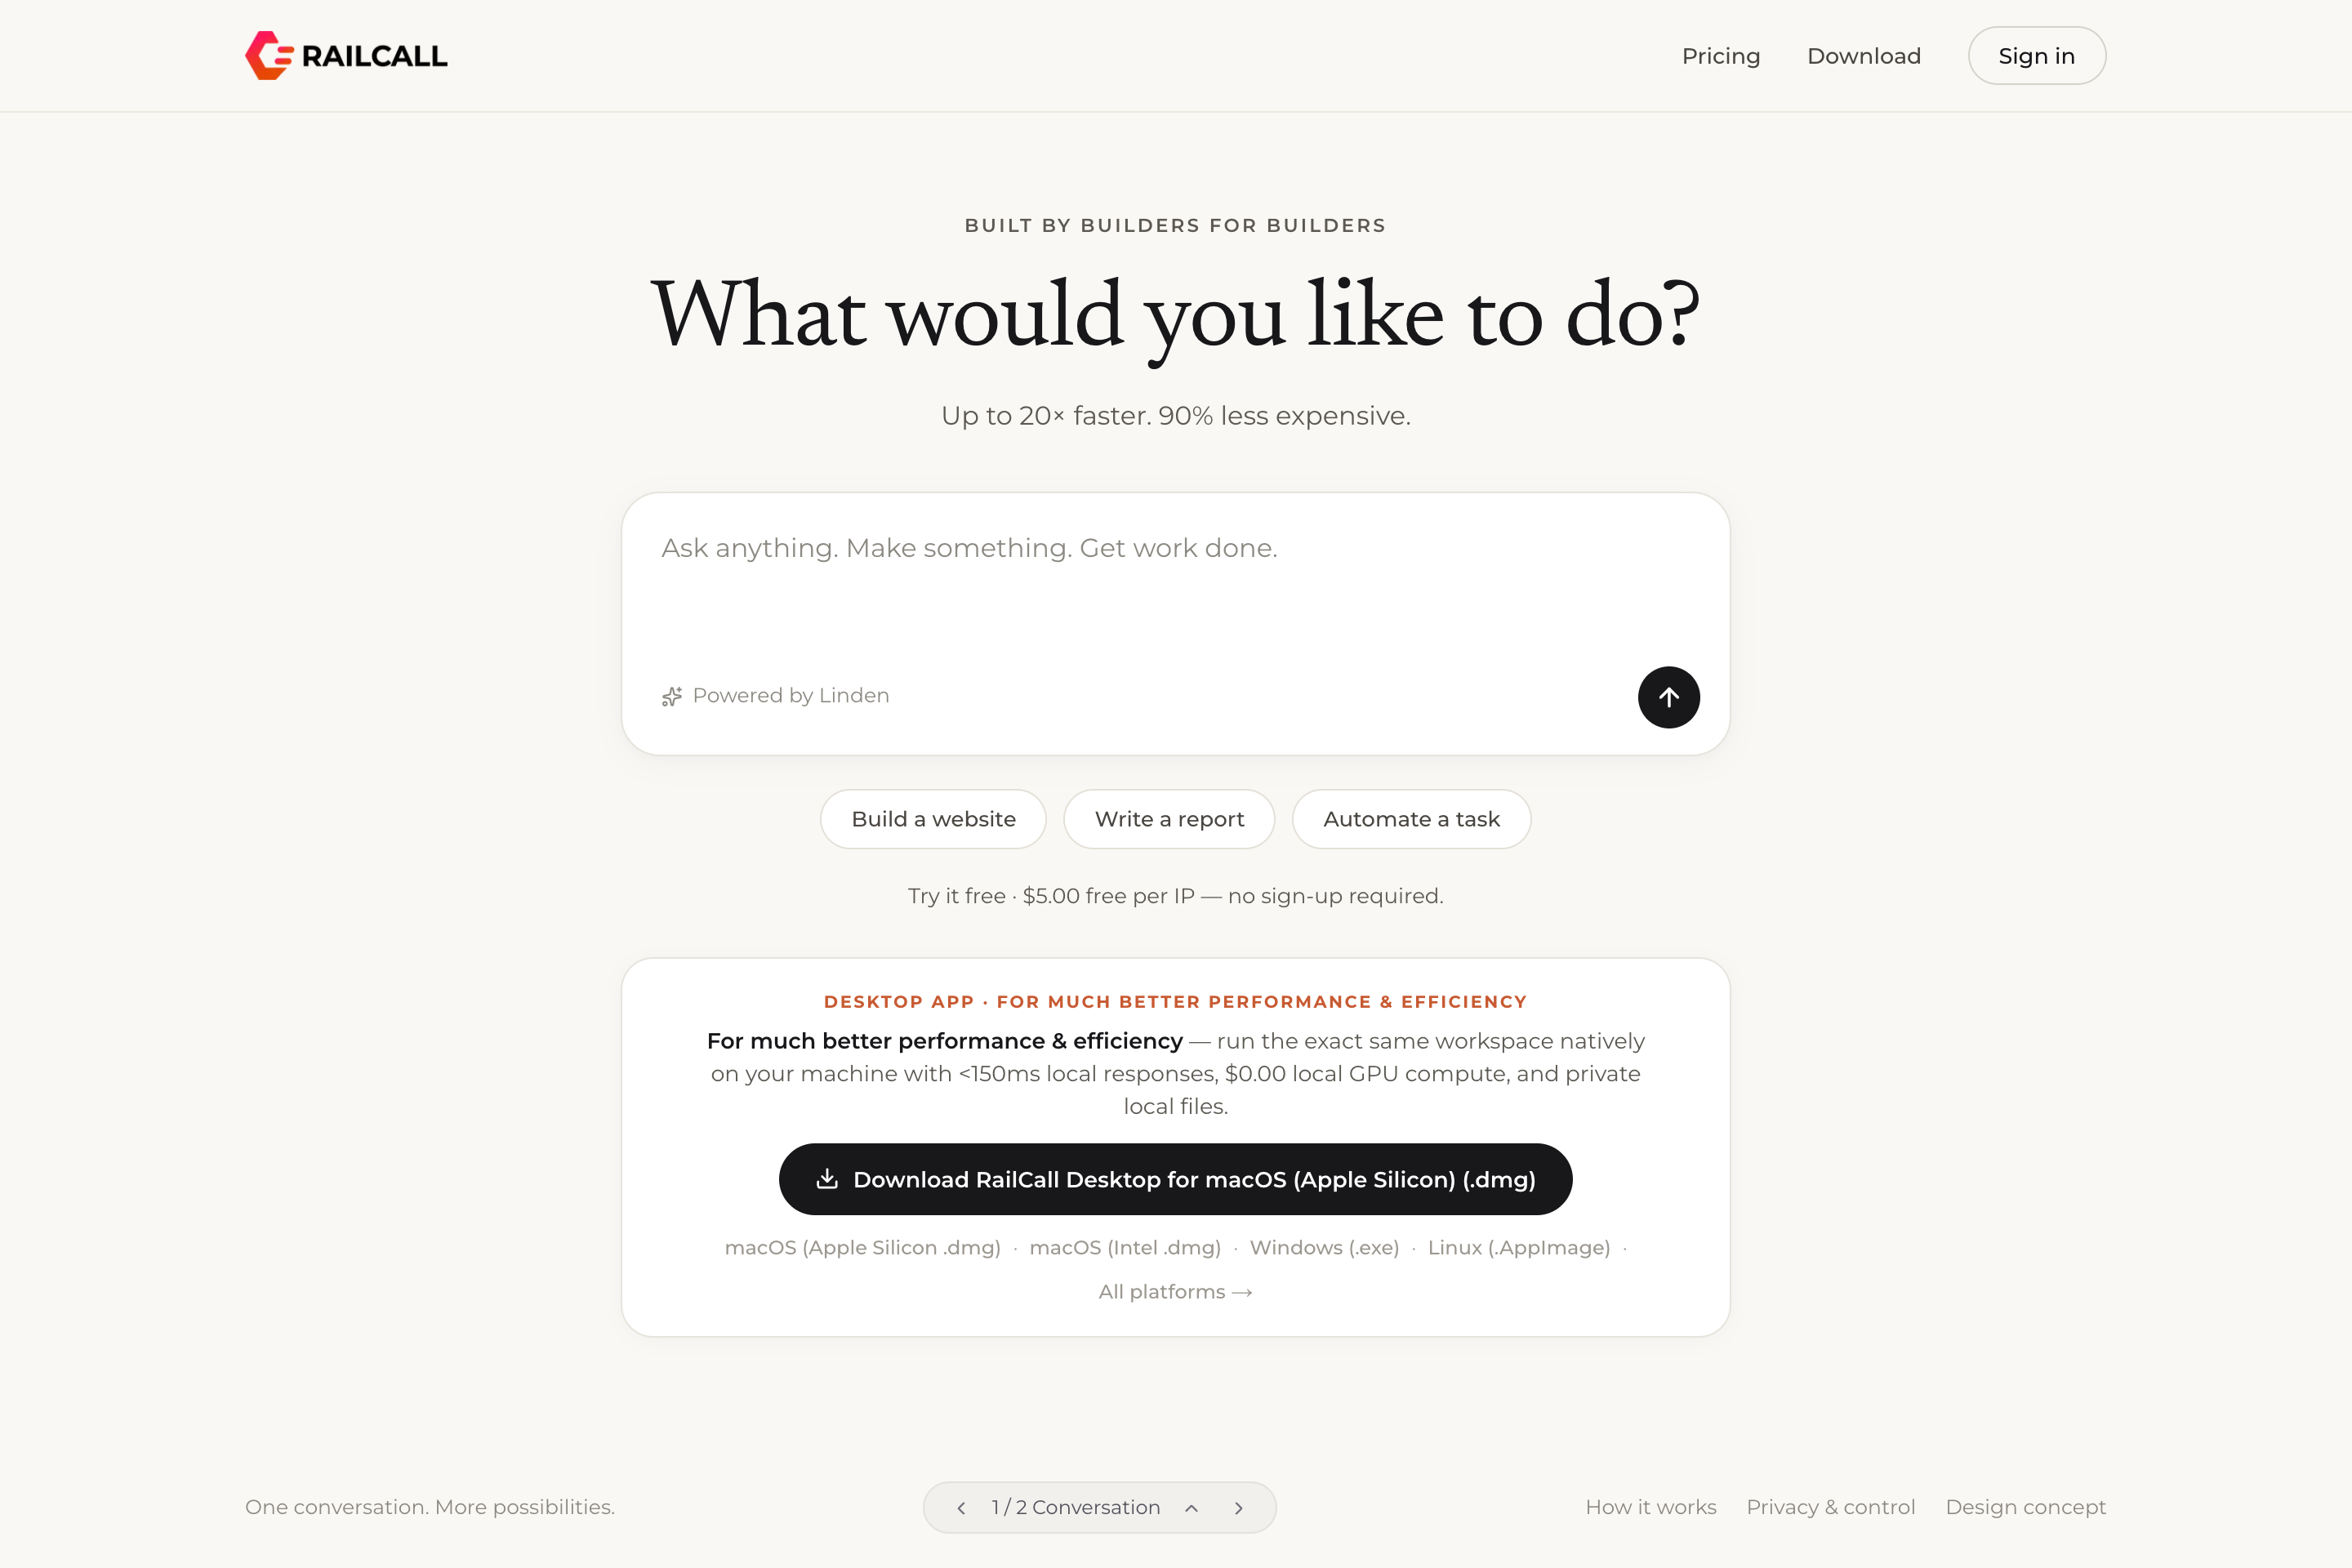 RAILCALL
Pricing
Download
Sign in
BUILT BY BUILDERS FOR BUILDERS
What would you like to do?
Up to 20× faster. 90% less expensive.
Ask anything. Make something. Get work done.
Powered by Linden
Build a website
Write a report
Automate a task
Try it free · $5.00 free per IP — no sign-up required.
DESKTOP APP · FOR MUCH BETTER PERFORMANCE & EFFICIENCY
For much better performance & efficiency — run the exact same workspace natively
on your machine with <150ms local responses, $0.00 local GPU compute, and private
local files.
Download RailCall Desktop for macOS (Apple Silicon) (.dmg)
macOS (Apple Silicon .dmg) · macOS (Intel .dmg) · Windows (.exe) · Linux (.AppImage) ·
All platforms →
One conversation. More possibilities.
1 / 2 Conversation
How it works
Privacy & control
Design concept